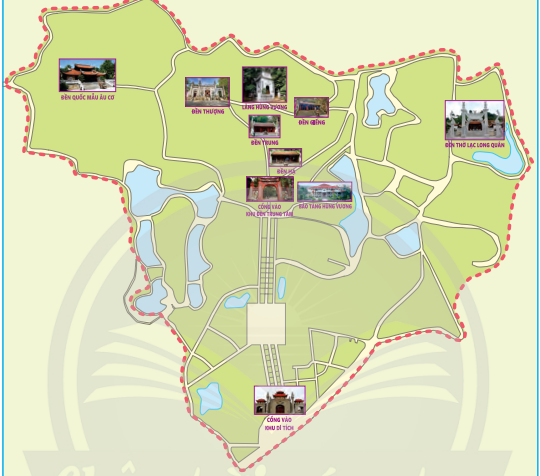 ĐỀN QUỐC MẪU ÂU CƠ
ĐỀN THƯỢNG
LĂNG HÙNG VƯƠNG
ĐỀN GIẾNG
ĐỀN THỜ LẠC LONG QUÂN
ĐỀN TRUNG
ĐỀN HẠ
CỔNG VÀO
KHU ĐỀN TRUNG TÂM
BẢO TÀNG HÙNG VƯƠNG
CỔNG VÀO
KHU DI TÍCH